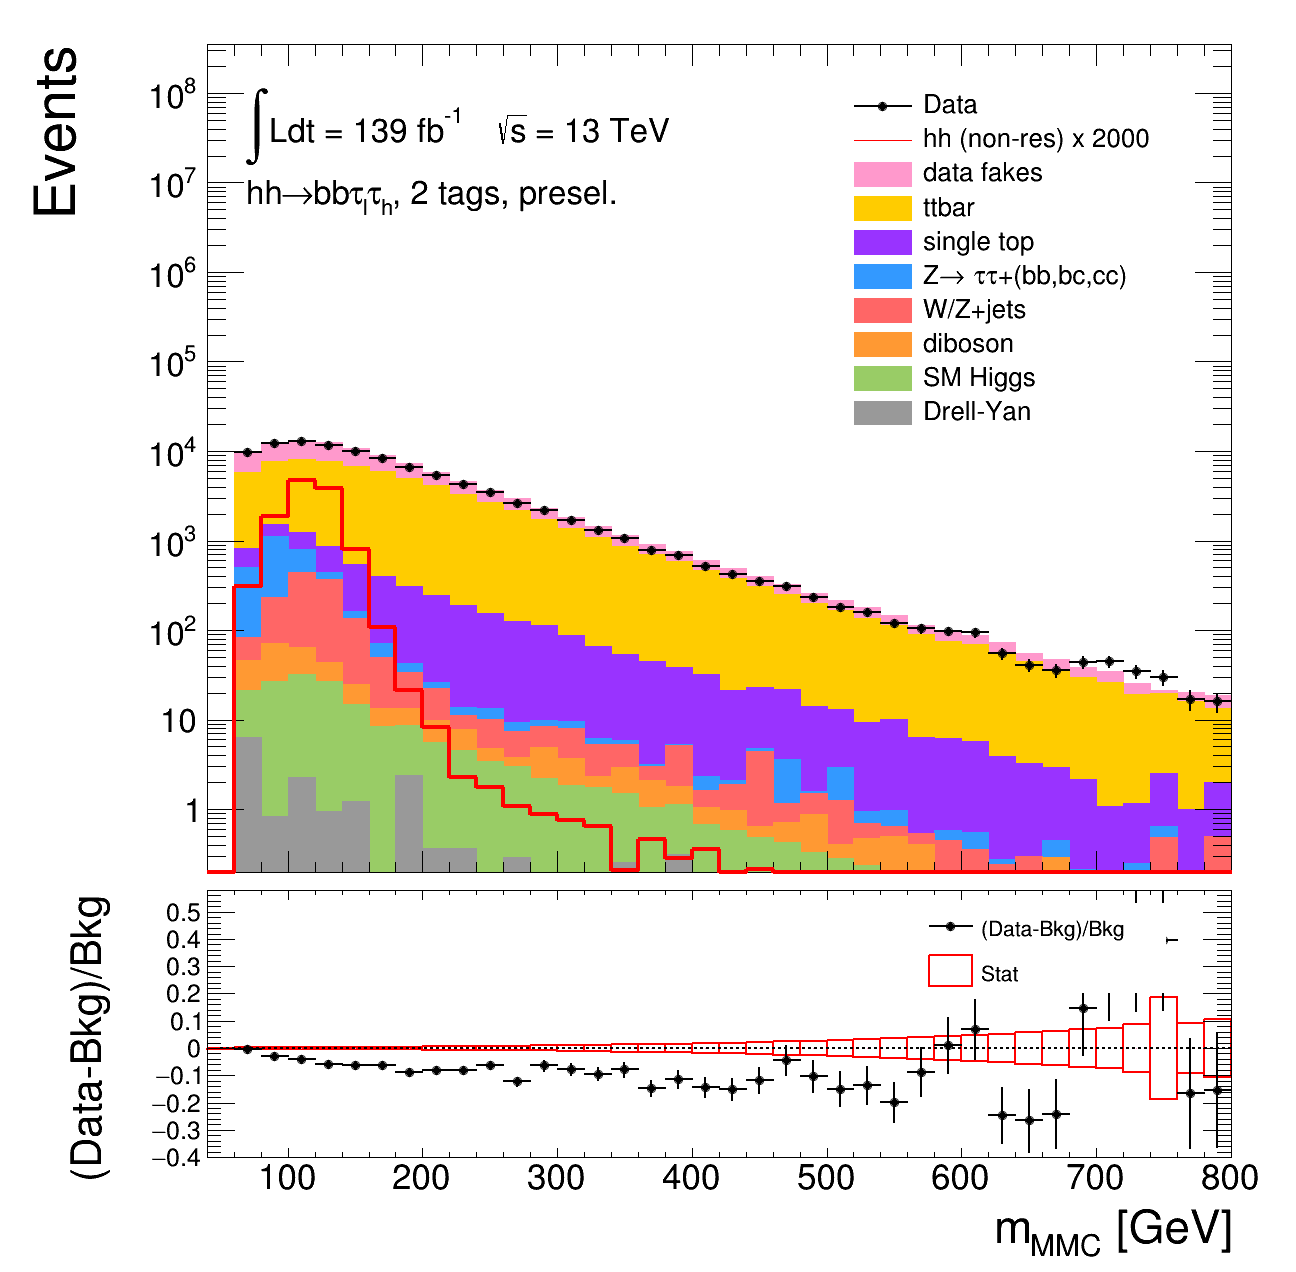 Events
10⁸
10⁷
10⁶
10⁵
10⁴
10³
10²
10
1
∫Ldt = 139 fb⁻¹ √s = 13 TeV
hh→bbτₗτₕ, 2 tags, presel.
Data
hh (non-res) x 2000
data fakes
ttbar
single top
Z→ ττ+(bb,bc,cc)
W/Z+jets
diboson
SM Higgs
Drell-Yan
(Data-Bkg)/Bkg
0.5
0.4
0.3
0.2
0.1
0
−0.1
−0.2
−0.3
−0.4
(Data-Bkg)/Bkg
Stat
100 200 300 400 500 600 700 800
m_MMC [GeV]